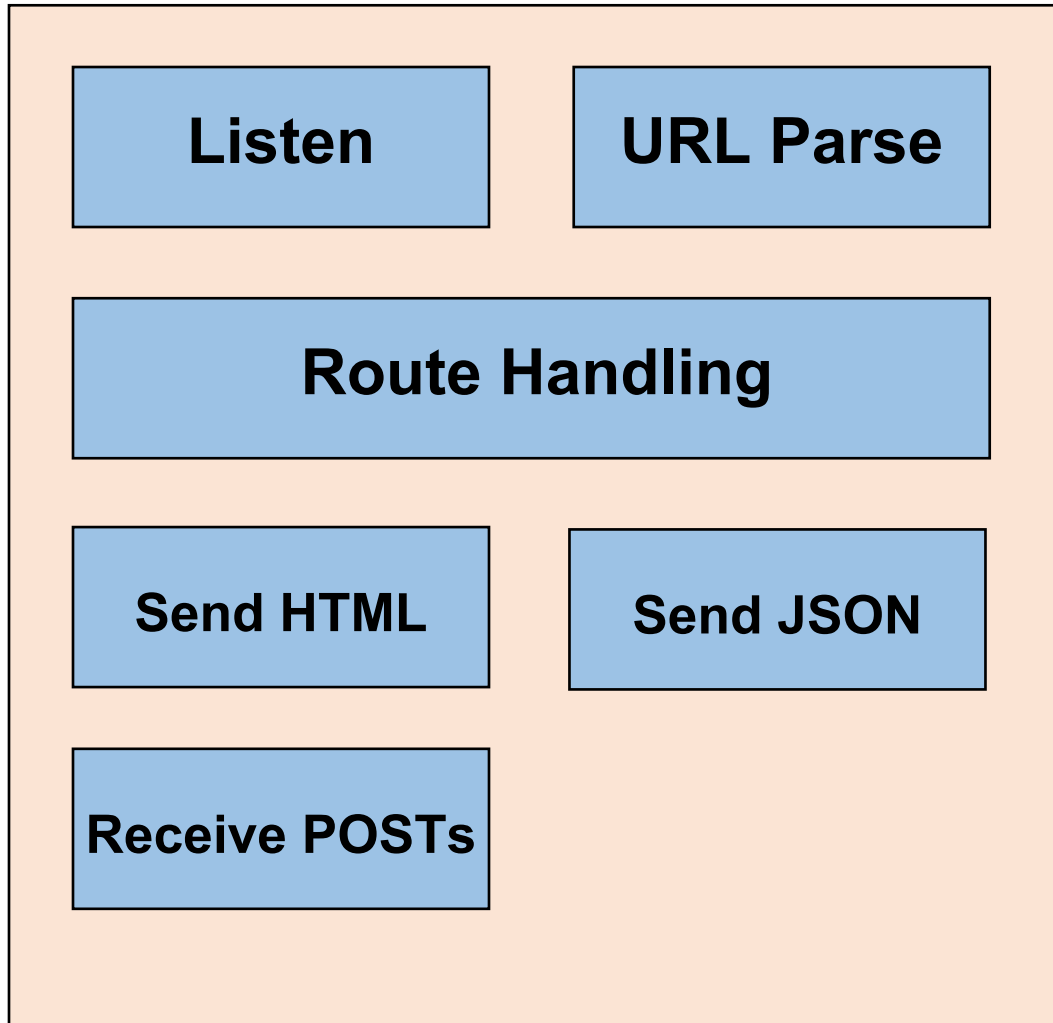 Listen
URL Parse
Route Handling
Send HTML
Send JSON
Receive POSTs